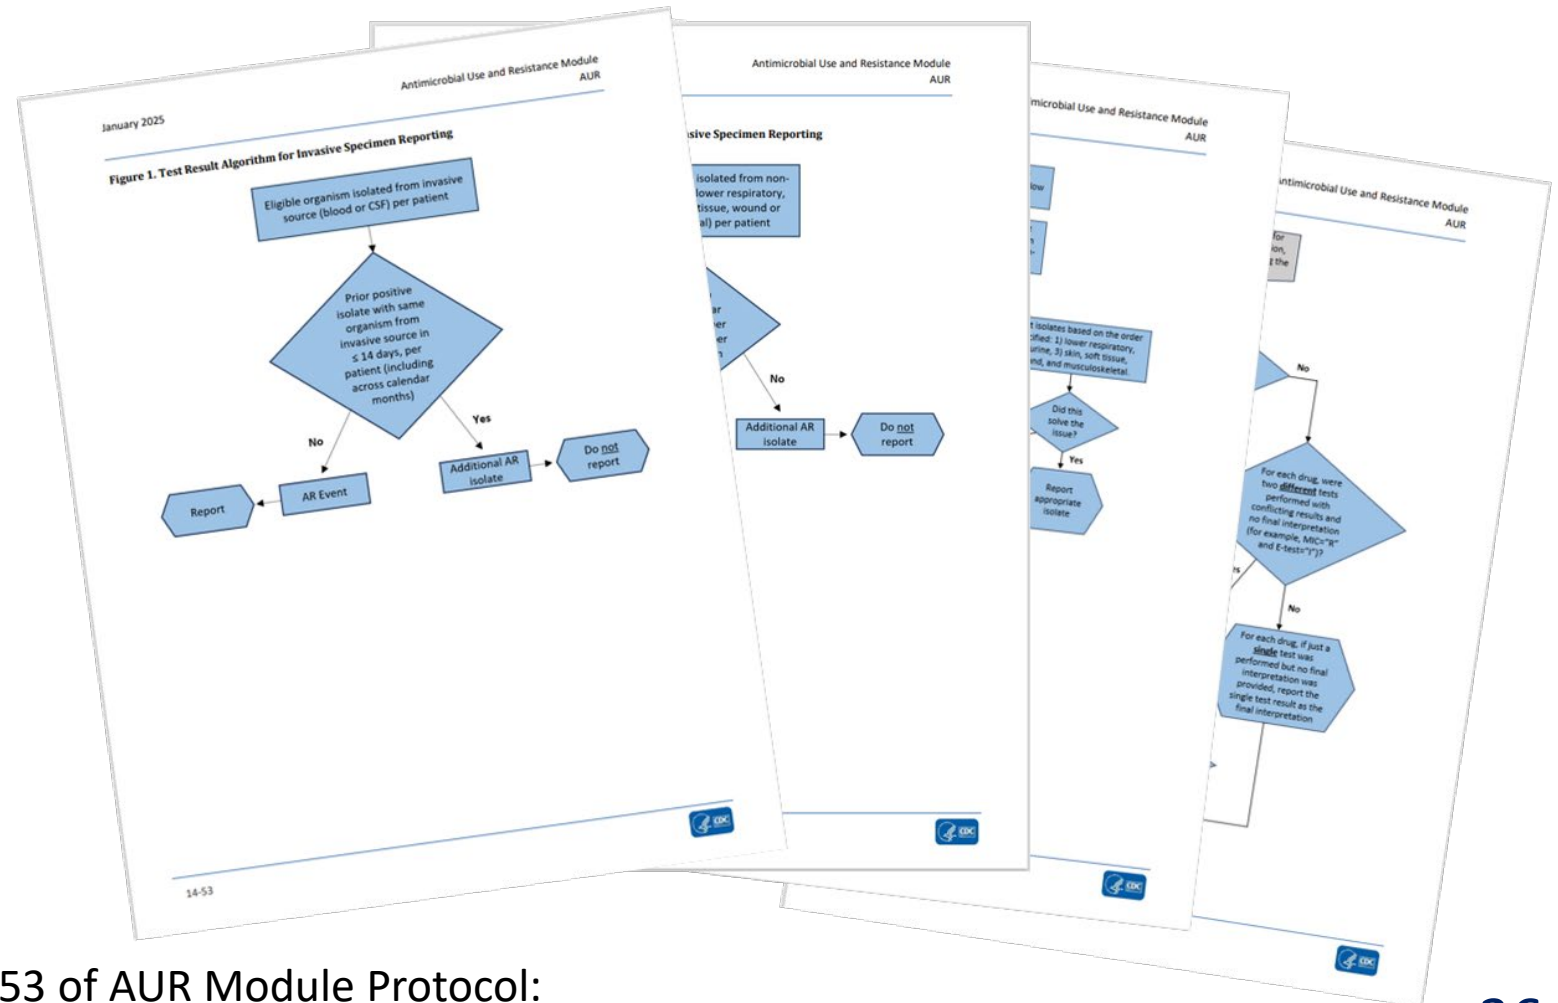 January 2025
Antimicrobial Use and Resistance Module
AUR
Figure 1. Test Result Algorithm for Invasive Specimen Reporting
Eligible organism isolated from invasive
source (blood or CSF) per patient
Prior positive
isolate with same
organism from
invasive source in
≤ 14 days, per
patient (including
across calendar
months)
No
Yes
Report
AR Event
Additional AR
isolate
Do not
report
14-53
CDC
Antimicrobial Use and Resistance Module
AUR
Specimen Reporting
isolated from non-
lower respiratory,
tissue, wound or
per patient
No
Additional AR
isolate
Do not
report
CDC
Use and Resistance Module
AUR
isolates based on the order
1) lower respiratory,
3) skin, soft tissue,
and musculoskeletal.
Did this
solve the
issue?
Yes
Report
appropriate
isolate
CDC
Antimicrobial Use and Resistance Module
AUR
for
the
No
For each drug, were
two different tests
performed with
conflicting results and
no final interpretation
(for example, MIC="R"
and E-test="I")?
No
For each drug, if just a
single test was
performed but no final
interpretation was
provided, report the
single test result as the
final interpretation
CDC
53 of AUR Module Protocol: